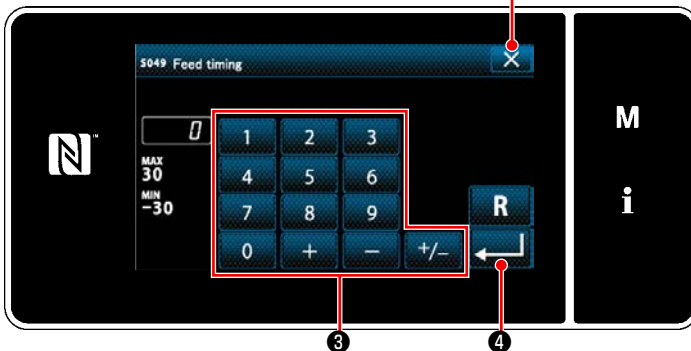 S049 Feed timing
0
MAX
30
MIN
-30
1 2 3
4 5 6
7 8 9
0 + − +/−
R
M
i
N™
❸ ❹